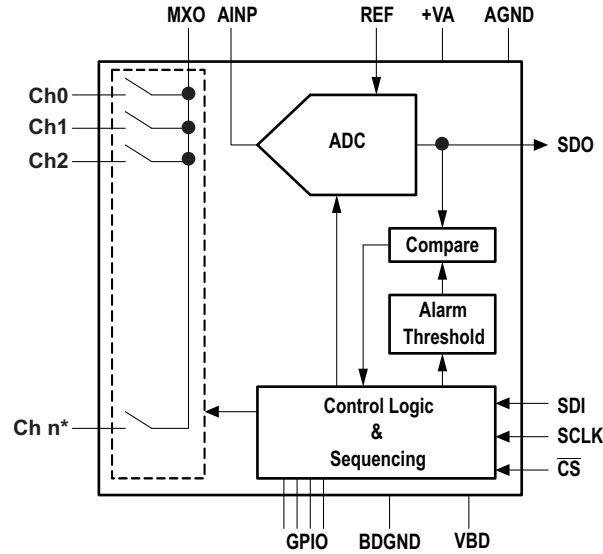 MXO AINP REF +VA AGND
Ch0
Ch1
Ch2
ADC
SDO
Compare
Alarm
Threshold
Ch n*
Control Logic
&
Sequencing
SDI
SCLK
C̅S̅
GPIO BDGND VBD